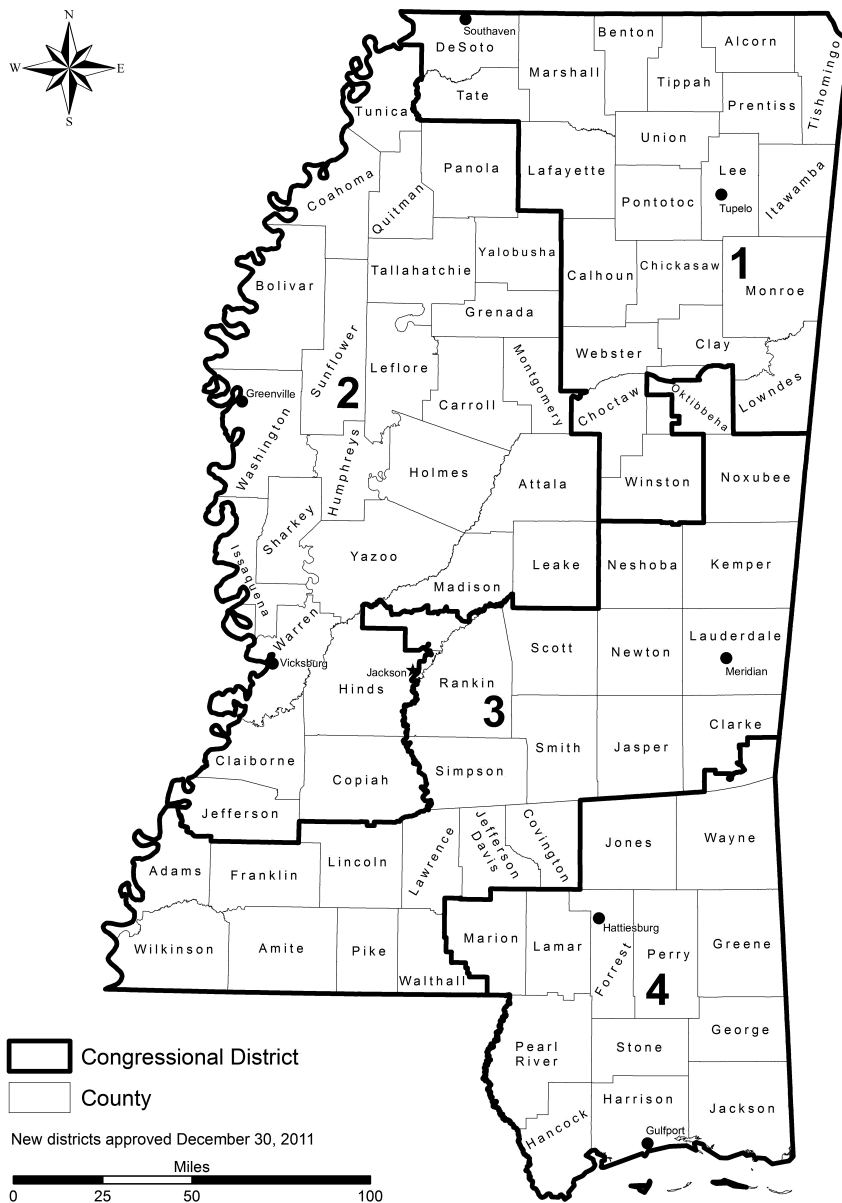 N
W
E
S
Southaven
DeSoto
Benton
Alcorn
Marshall
Tippah
Tishomingo
Tate
Tunica
Prentiss
Union
Panola
Lafayette
Lee
Coahoma
Quitman
Pontotoc
Tupelo
Itawamba
Yalobusha
Tallahatchie
Calhoun
Chickasaw
1
Monroe
Bolivar
Grenada
Sunflower
Leflore
Montgomery
Webster
Clay
2
Greenville
Carroll
Choctaw
Oktibbeha
Lowndes
Washington
Humphreys
Holmes
Attala
Winston
Noxubee
Sharkey
Issaquena
Yazoo
Madison
Leake
Neshoba
Kemper
Warren
Vicksburg
Jackson
Hinds
Rankin
Scott
Newton
Lauderdale
Meridian
3
Clarke
Claiborne
Copiah
Simpson
Smith
Jasper
Jefferson
Lawrence
Jefferson
Davis
Covington
Jones
Wayne
Adams
Franklin
Lincoln
Wilkinson
Amite
Pike
Walthall
Marion
Lamar
Hattiesburg
Forrest
Perry
Greene
4
Pearl
River
Stone
George
Hancock
Harrison
Jackson
Gulfport
Congressional District
County
New districts approved December 30, 2011
Miles
0 25 50 100